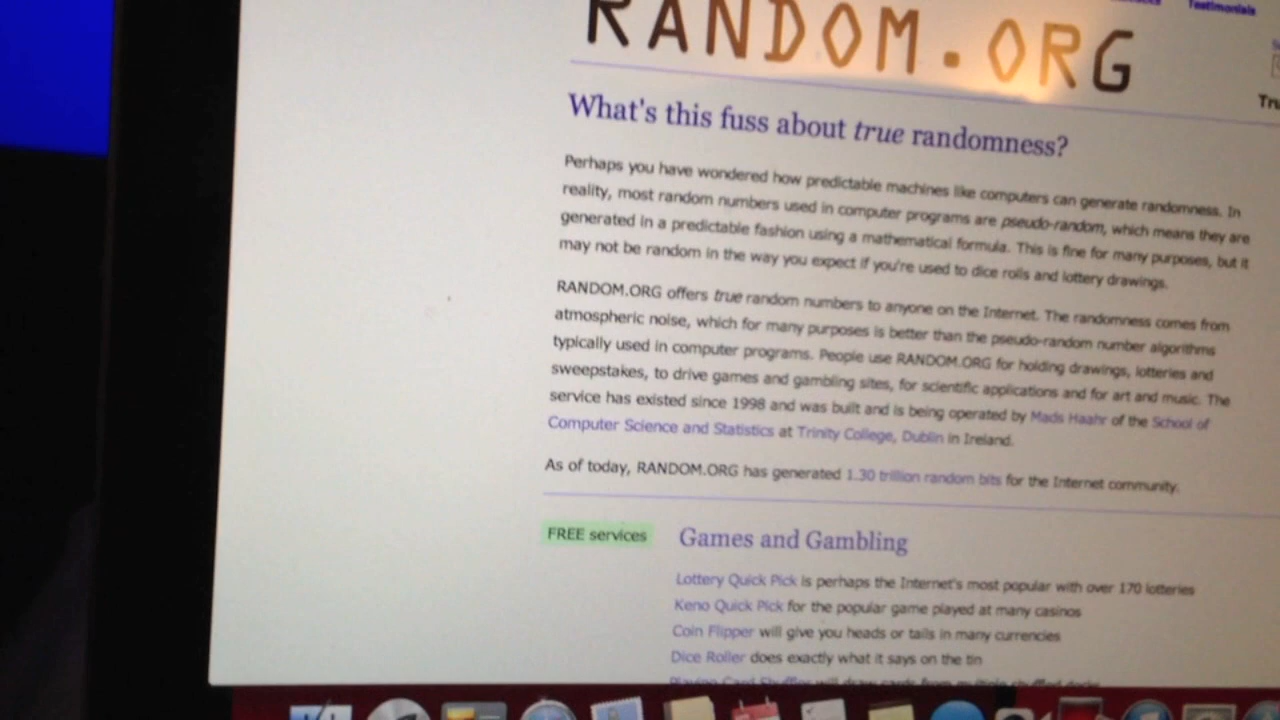 Testimonials
RANDOM.ORG
What's this fuss about true randomness?
Perhaps you have wondered how predictable machines like computers can generate randomness. In
reality, most random numbers used in computer programs are pseudo-random, which means they are
generated in a predictable fashion using a mathematical formula. This is fine for many purposes, but it
may not be random in the way you expect if you're used to dice rolls and lottery drawings.
RANDOM.ORG offers true random numbers to anyone on the Internet. The randomness comes from
atmospheric noise, which for many purposes is better than the pseudo-random number algorithms
typically used in computer programs. People use RANDOM.ORG for holding drawings, lotteries and
sweepstakes, to drive games and gambling sites, for scientific applications and for art and music. The
service has existed since 1998 and was built and is being operated by Mads Haahr of the School of
Computer Science and Statistics at Trinity College, Dublin in Ireland.
As of today, RANDOM.ORG has generated 1.30 trillion random bits for the Internet community.
FREE services
Games and Gambling
Lottery Quick Pick is perhaps the Internet's most popular with over 170 lotteries
Keno Quick Pick for the popular game played at many casinos
Coin Flipper will give you heads or tails in many currencies
Dice Roller does exactly what it says on the tin
Playing Card Shuffler will draw cards from multiple shuffled decks